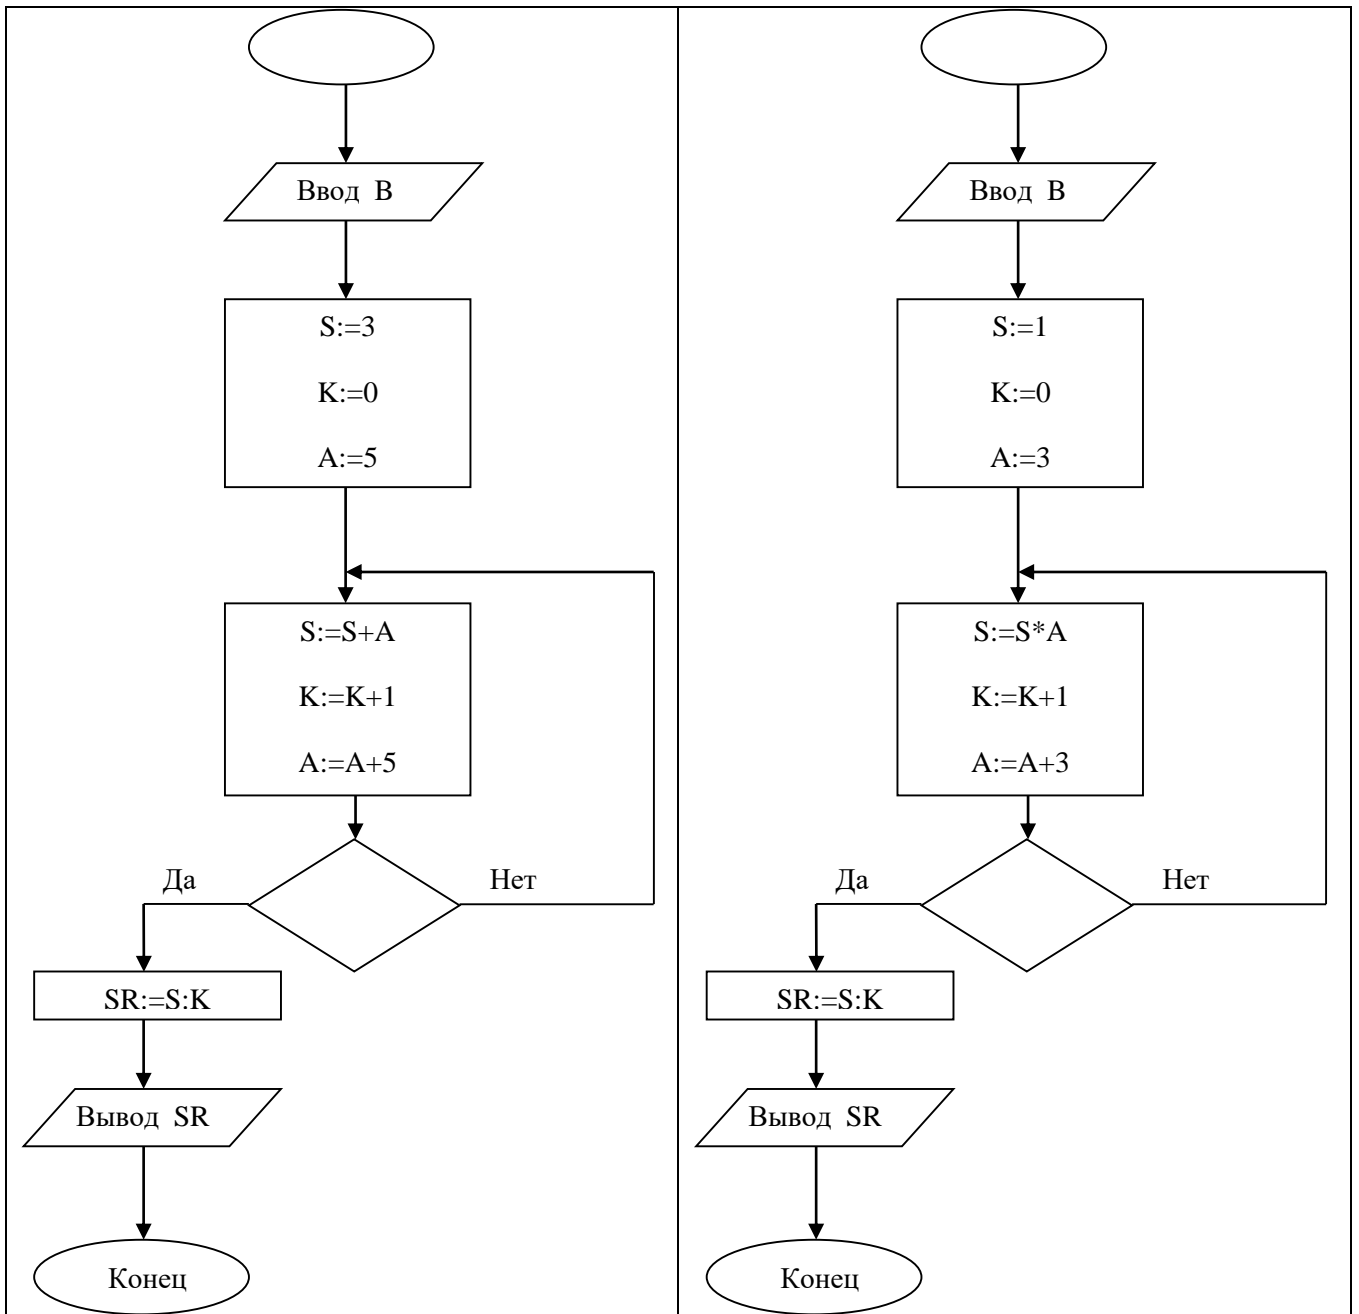 Ввод B
S:=3
K:=0
A:=5
S:=S+A
K:=K+1
A:=A+5
Да
Нет
SR:=S:K
Вывод SR
Конец
Ввод B
S:=1
K:=0
A:=3
S:=S*A
K:=K+1
A:=A+3
Да
Нет
SR:=S:K
Вывод SR
Конец